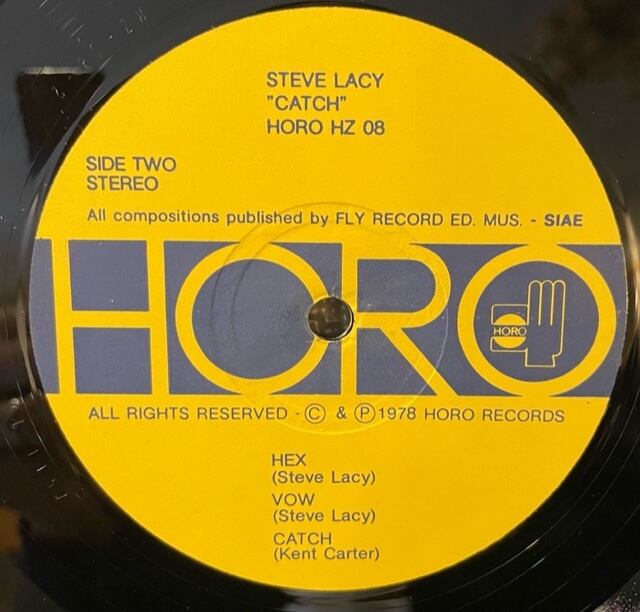 STEVE LACY
"CATCH"
HORO HZ 08
SIDE TWO
STEREO
All compositions published by FLY RECORD ED. MUS. - SIAE
HORO
HORO
ALL RIGHTS RESERVED - © & ℗ 1978 HORO RECORDS
HEX
(Steve Lacy)
VOW
(Steve Lacy)
CATCH
(Kent Carter)